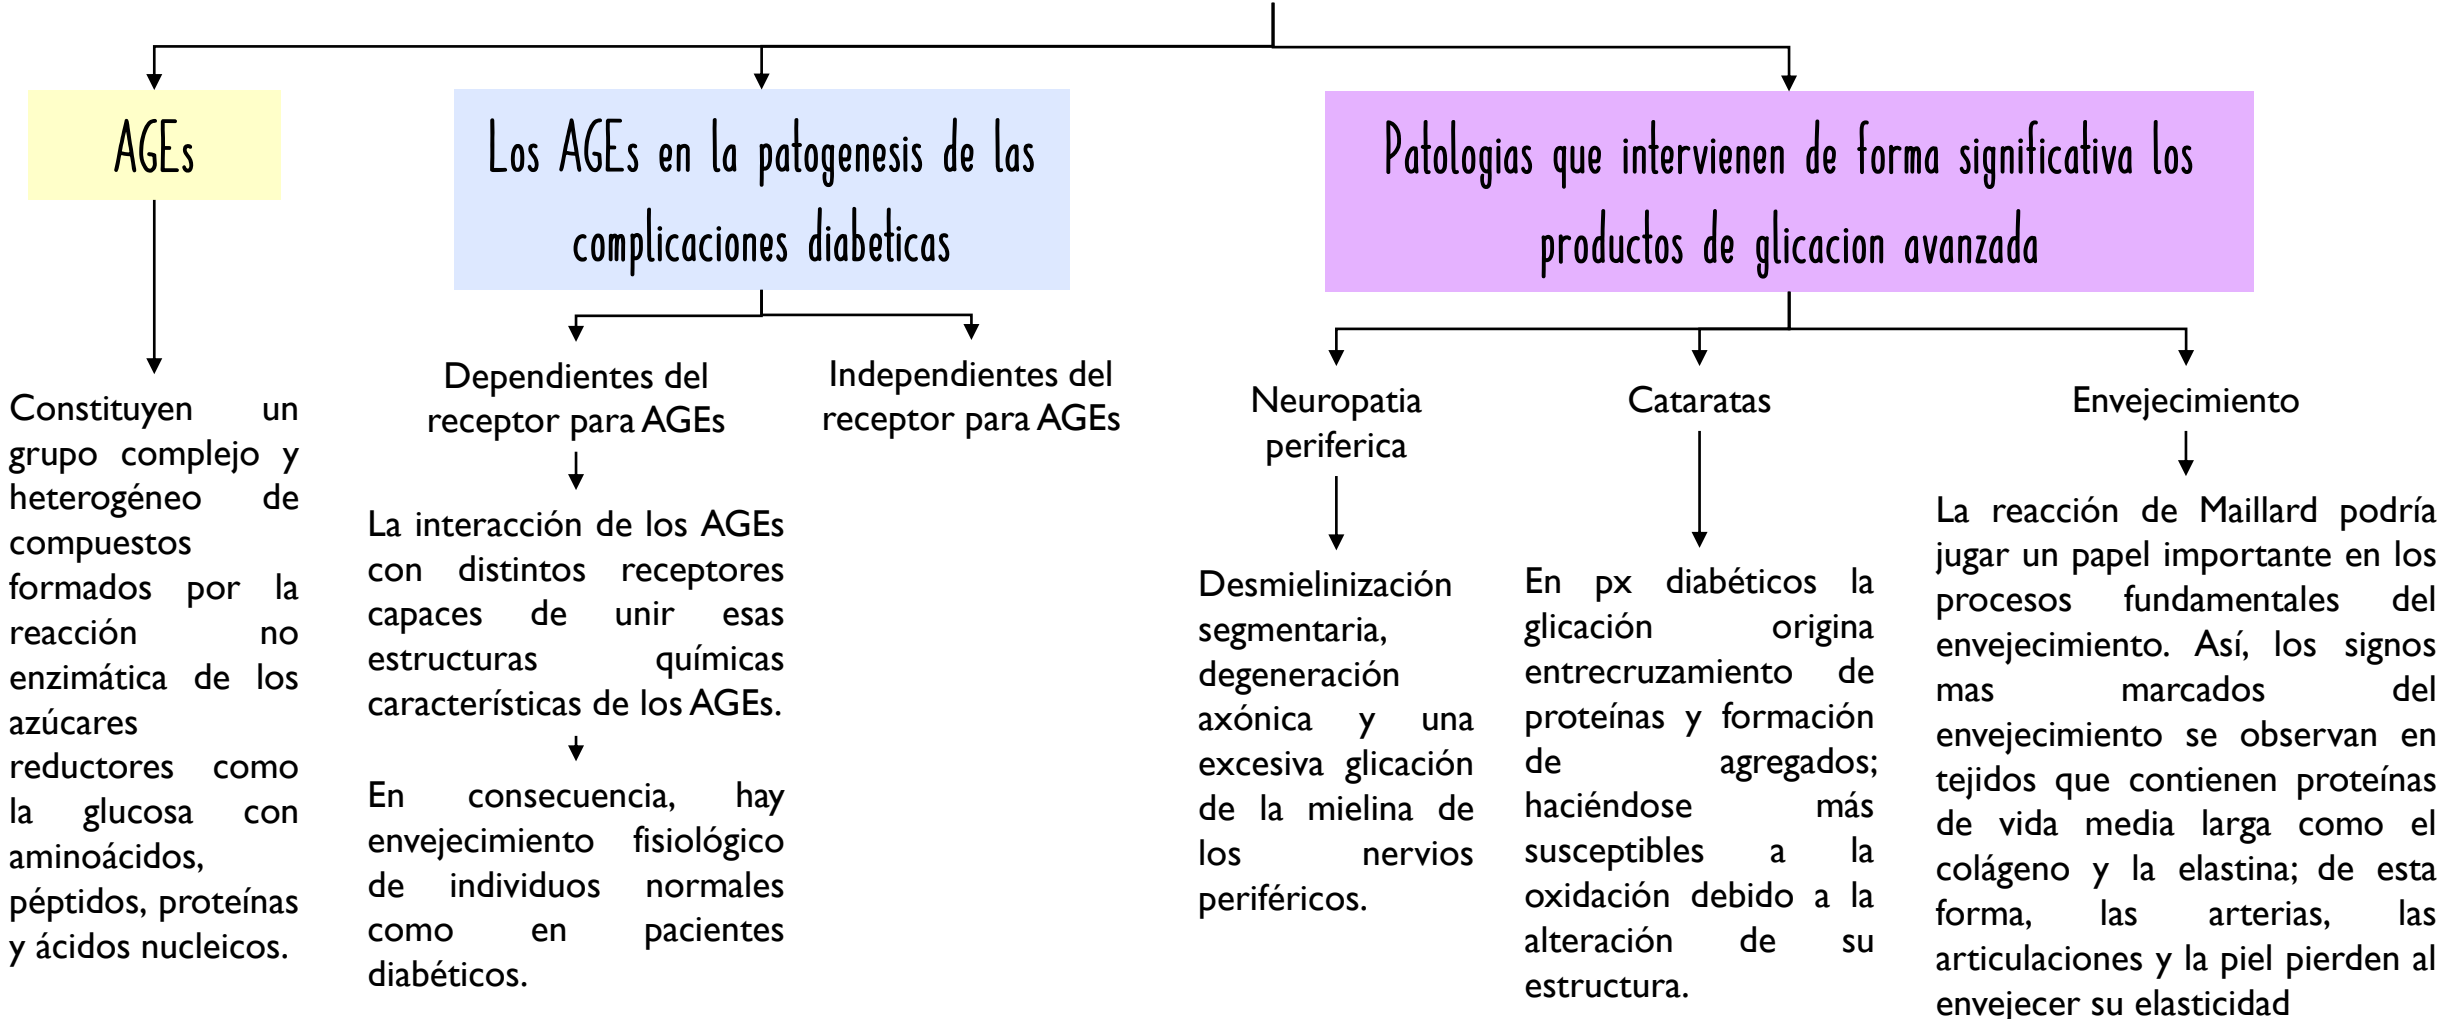 AGEs
Constituyen un
grupo complejo y
heterogéneo de
compuestos
formados por la
reacción no
enzimática de los
azúcares
reductores como
la glucosa con
aminoácidos,
péptidos, proteínas
y ácidos nucleicos.
Los AGEs en la patogenesis de las
complicaciones diabeticas
Dependientes del
receptor para AGEs
La interacción de los AGEs
con distintos receptores
capaces de unir esas
estructuras químicas
características de los AGEs.
En consecuencia, hay
envejecimiento fisiológico
de individuos normales
como en pacientes
diabéticos.
Independientes del
receptor para AGEs
Patologias que intervienen de forma significativa los
productos de glicacion avanzada
Neuropatia
periferica
Desmielinización
segmentaria,
degeneración
axónica y una
excesiva glicación
de la mielina de
los nervios
periféricos.
Cataratas
En px diabéticos la
glicación origina
entrecruzamiento de
proteínas y formación
de agregados;
haciéndose más
susceptibles a la
oxidación debido a la
alteración de su
estructura.
Envejecimiento
La reacción de Maillard podría
jugar un papel importante en los
procesos fundamentales del
envejecimiento. Así, los signos
mas marcados del
envejecimiento se observan en
tejidos que contienen proteínas
de vida media larga como el
colágeno y la elastina; de esta
forma, las arterias, las
articulaciones y la piel pierden al
envejecer su elasticidad